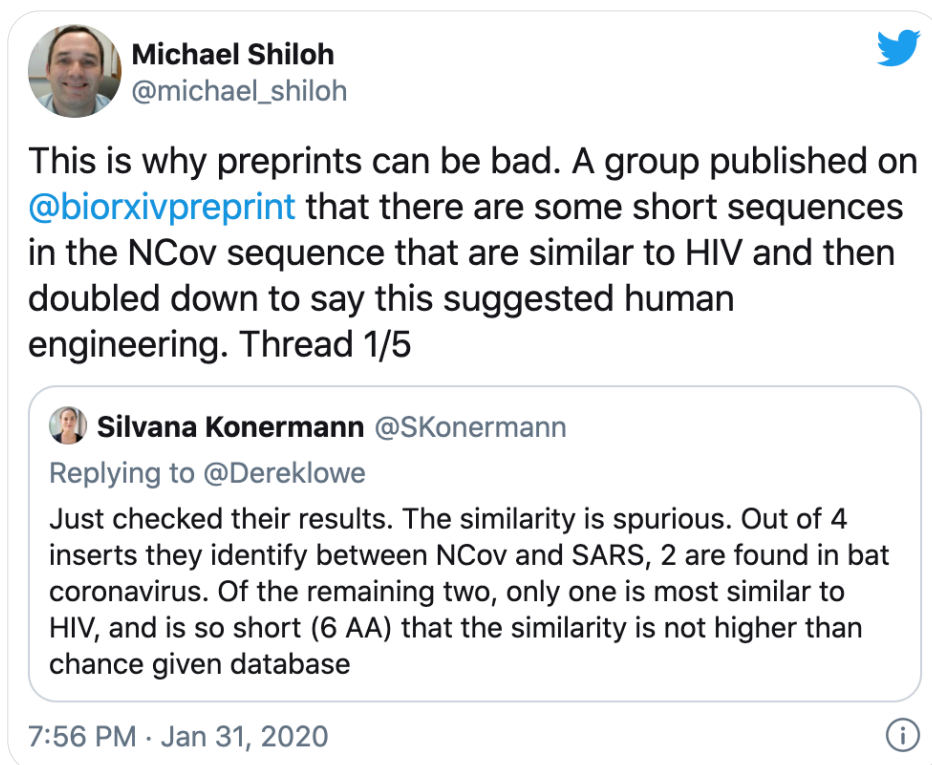 Michael Shiloh
@michael_shiloh
This is why preprints can be bad. A group published on
@biorxivpreprint that there are some short sequences
in the NCov sequence that are similar to HIV and then
doubled down to say this suggested human
engineering. Thread 1/5
Silvana Konermann @SKonermann
Replying to @Dereklowe
Just checked their results. The similarity is spurious. Out of 4
inserts they identify between NCov and SARS, 2 are found in bat
coronavirus. Of the remaining two, only one is most similar to
HIV, and is so short (6 AA) that the similarity is not higher than
chance given database
7:56 PM · Jan 31, 2020